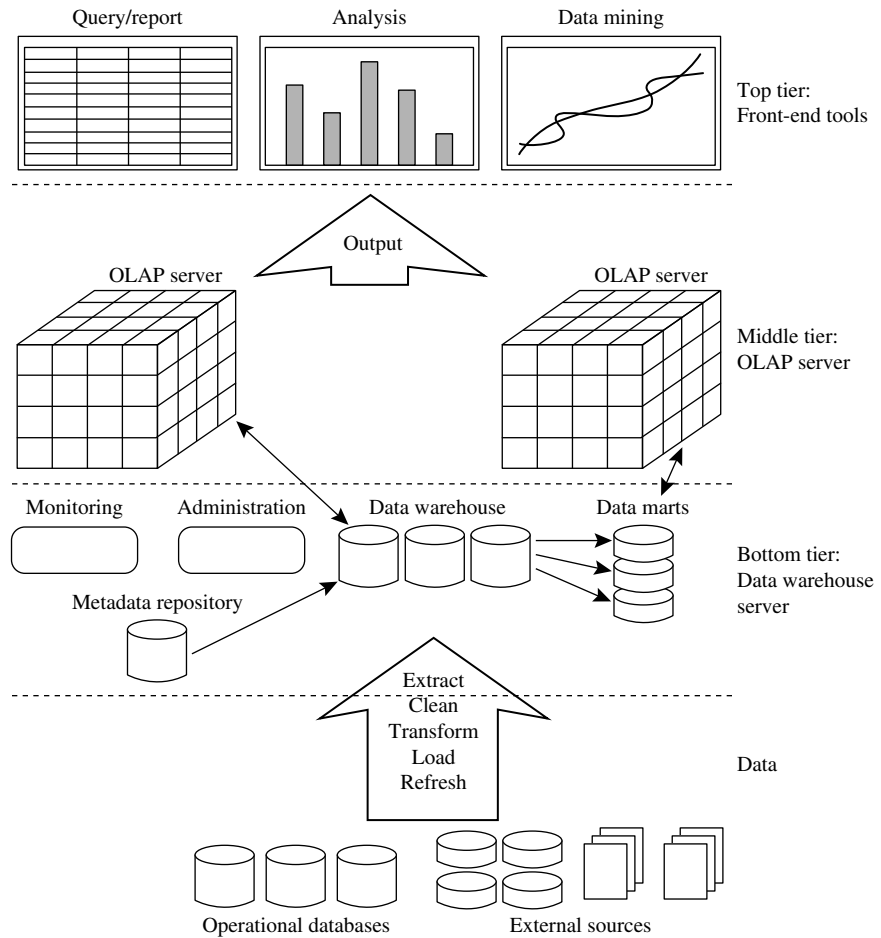 Query/report
Analysis
Data mining
Top tier:
Front-end tools
Output
OLAP server
OLAP server
Middle tier:
OLAP server
Monitoring
Administration
Data warehouse
Data marts
Bottom tier:
Data warehouse
server
Metadata repository
Extract
Clean
Transform
Load
Refresh
Data
Operational databases
External sources